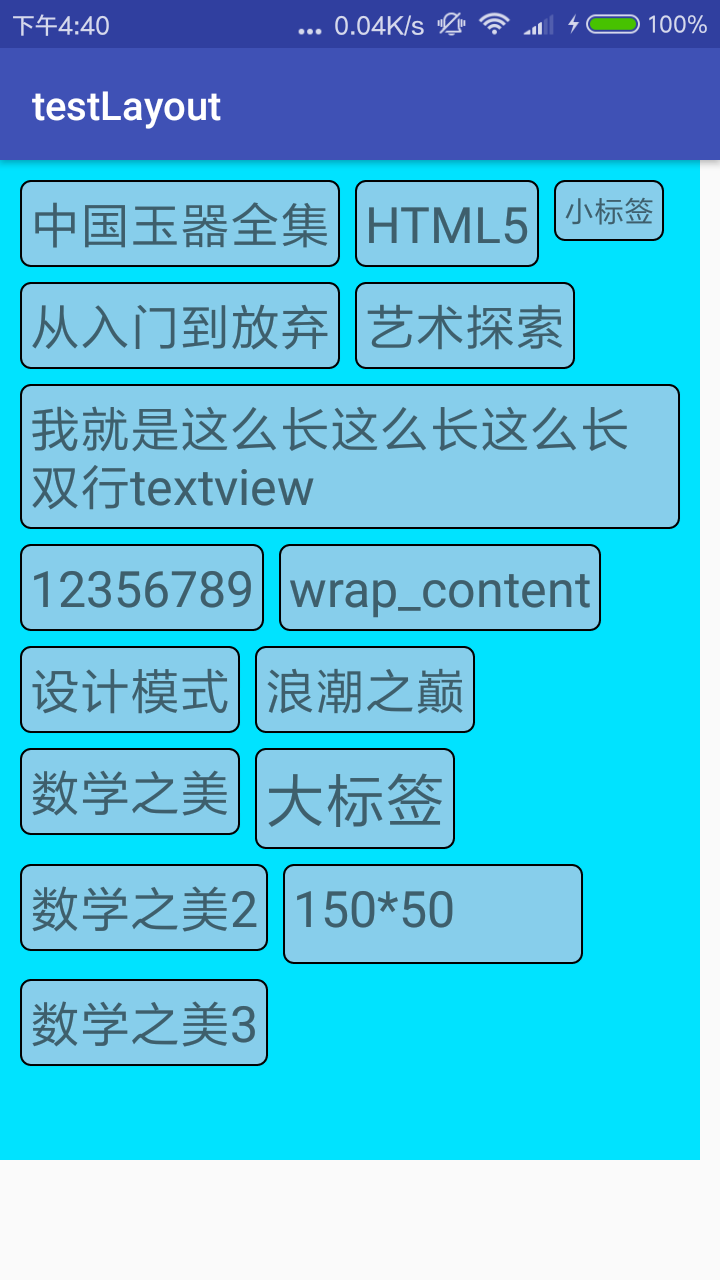 下午4:40 ... 0.04K/s 100%
testLayout
中国玉器全集 HTML5 小标签
从入门到放弃 艺术探索
我就是这么长这么长这么长
双行textview
12356789 wrap_content
设计模式 浪潮之巅
数学之美 大标签
数学之美2 150*50
数学之美3